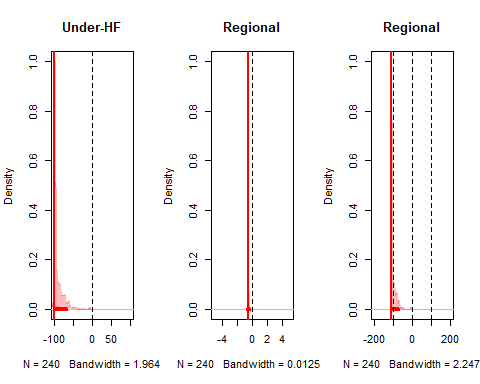 Under-HF
Density
0.0 0.2 0.4 0.6 0.8 1.0
-100 0 50
N = 240 Bandwidth = 1.964
Regional
Density
0.0 0.2 0.4 0.6 0.8 1.0
-4 0 2 4
N = 240 Bandwidth = 0.0125
Regional
Density
0.0 0.2 0.4 0.6 0.8 1.0
-200 0 200
N = 240 Bandwidth = 2.247